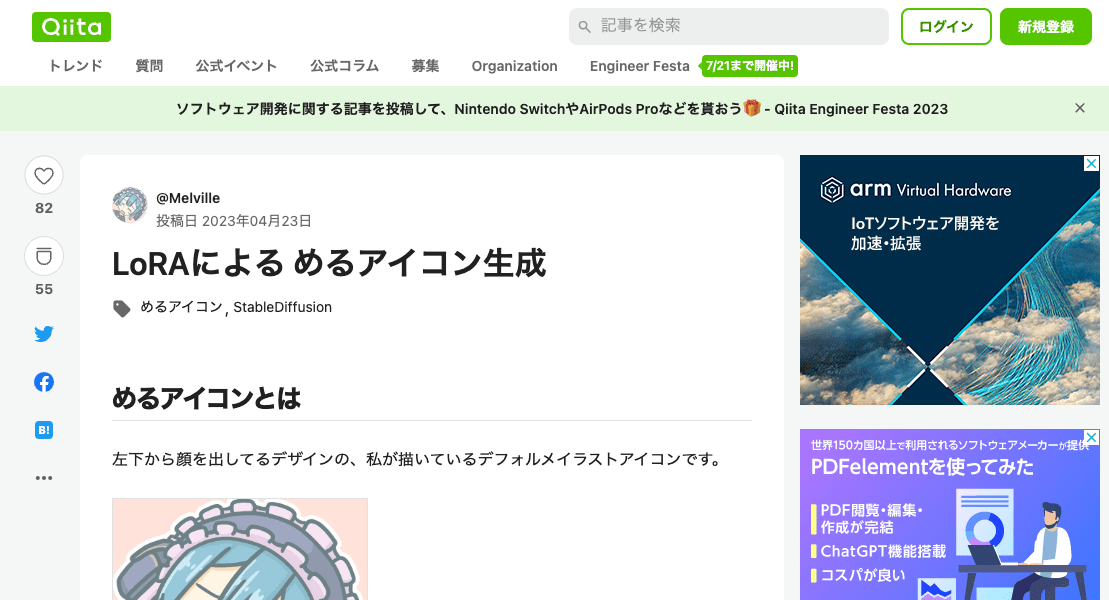 Qiita
記事を検索
ログイン
新規登録
トレンド
質問
公式イベント
公式コラム
募集
Organization
Engineer Festa
7/21まで開催中!
ソフトウェア開発に関する記事を投稿して、Nintendo SwitchやAirPods Proなどを貰おう🎁 - Qiita Engineer Festa 2023
82
55
B!
@Melville
投稿日 2023年04月23日
LoRAによる めるアイコン生成
めるアイコン , StableDiffusion
めるアイコンとは
左下から顔を出してるデザインの、私が描いているデフォルメイラストアイコンです。
arm Virtual Hardware
IoTソフトウェア開発を
加速・拡張
世界150カ国以上で利用されるソフトウェアメーカーが提供
PDFelementを使ってみた
PDF閲覧・編集・
作成が完結
ChatGPT機能搭載
コスパが良い